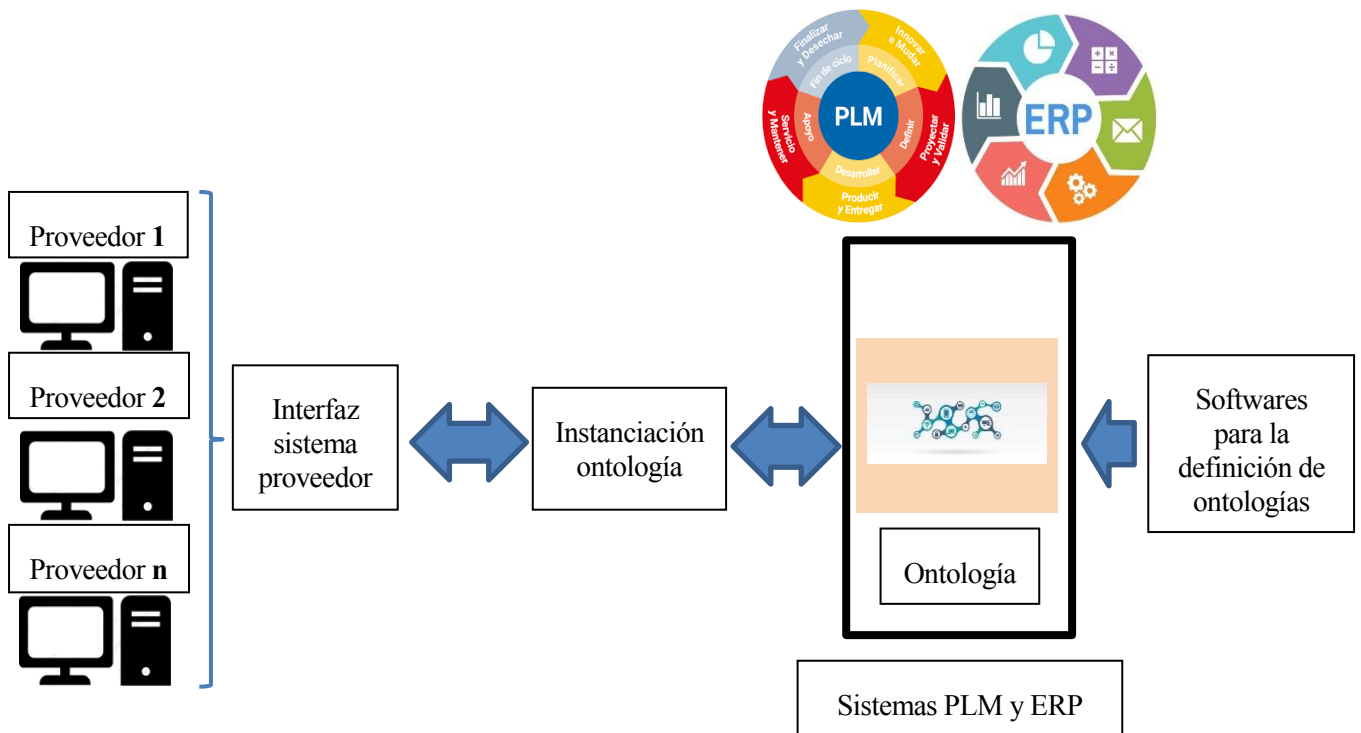 Finalizar
y Desechar
Innovar
e Mudar
Fin de ciclo
Planificar
PLM
Servicio
y Mantener
Apoyo
Definir
Proyectar
y Validar
Desarrollar
Producir
y Entregar
ERP
Proveedor 1
Proveedor 2
Proveedor n
Interfaz
sistema
proveedor
Instanciación
ontología
Ontología
Softwares
para la
definición de
ontologías
Sistemas PLM y ERP